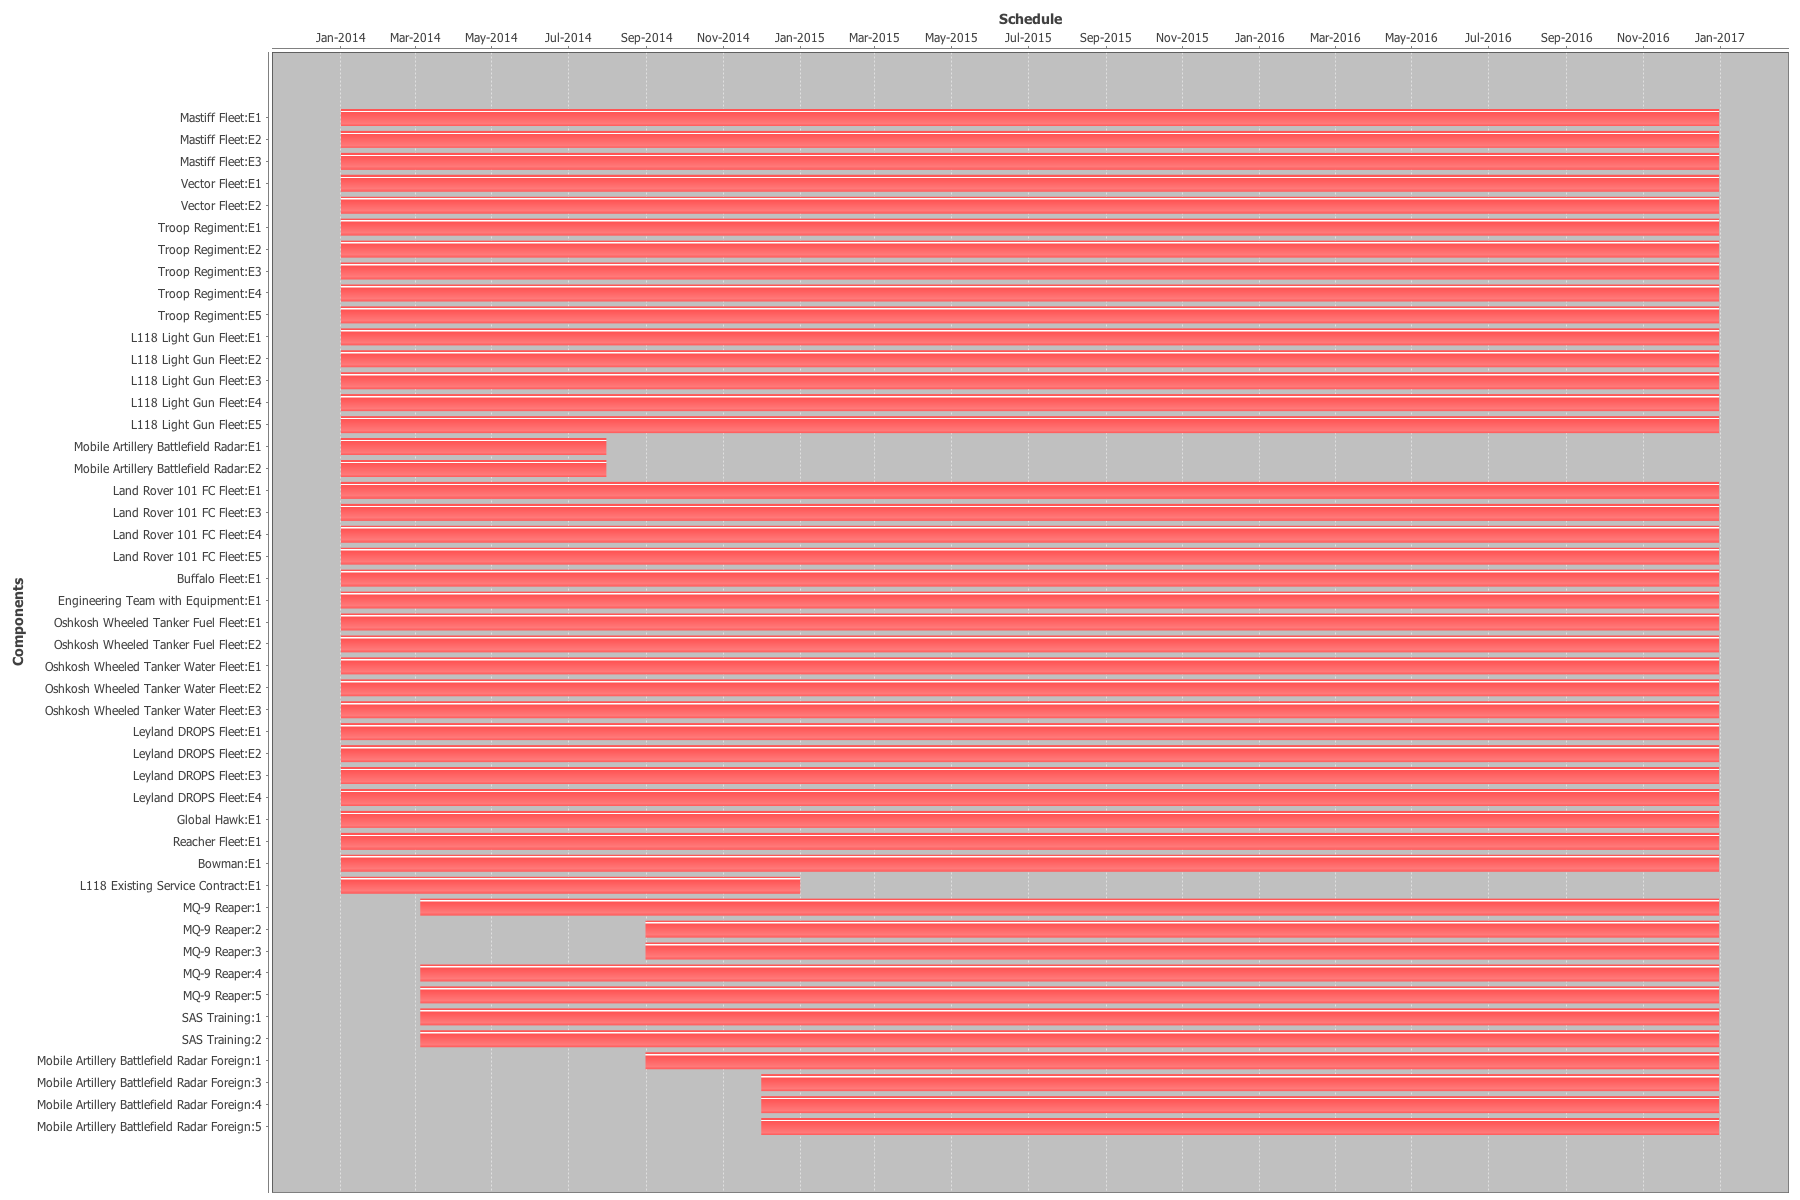 Schedule
Jan-2014 Mar-2014 May-2014 Jul-2014 Sep-2014 Nov-2014 Jan-2015 Mar-2015 May-2015 Jul-2015 Sep-2015 Nov-2015 Jan-2016 Mar-2016 May-2016 Jul-2016 Sep-2016 Nov-2016 Jan-2017
Components
Mastiff Fleet:E1
Mastiff Fleet:E2
Mastiff Fleet:E3
Vector Fleet:E1
Vector Fleet:E2
Troop Regiment:E1
Troop Regiment:E2
Troop Regiment:E3
Troop Regiment:E4
Troop Regiment:E5
L118 Light Gun Fleet:E1
L118 Light Gun Fleet:E2
L118 Light Gun Fleet:E3
L118 Light Gun Fleet:E4
L118 Light Gun Fleet:E5
Mobile Artillery Battlefield Radar:E1
Mobile Artillery Battlefield Radar:E2
Land Rover 101 FC Fleet:E1
Land Rover 101 FC Fleet:E3
Land Rover 101 FC Fleet:E4
Land Rover 101 FC Fleet:E5
Buffalo Fleet:E1
Engineering Team with Equipment:E1
Oshkosh Wheeled Tanker Fuel Fleet:E1
Oshkosh Wheeled Tanker Fuel Fleet:E2
Oshkosh Wheeled Tanker Water Fleet:E1
Oshkosh Wheeled Tanker Water Fleet:E2
Oshkosh Wheeled Tanker Water Fleet:E3
Leyland DROPS Fleet:E1
Leyland DROPS Fleet:E2
Leyland DROPS Fleet:E3
Leyland DROPS Fleet:E4
Global Hawk:E1
Reacher Fleet:E1
Bowman:E1
L118 Existing Service Contract:E1
MQ-9 Reaper:1
MQ-9 Reaper:2
MQ-9 Reaper:3
MQ-9 Reaper:4
MQ-9 Reaper:5
SAS Training:1
SAS Training:2
Mobile Artillery Battlefield Radar Foreign:1
Mobile Artillery Battlefield Radar Foreign:3
Mobile Artillery Battlefield Radar Foreign:4
Mobile Artillery Battlefield Radar Foreign:5